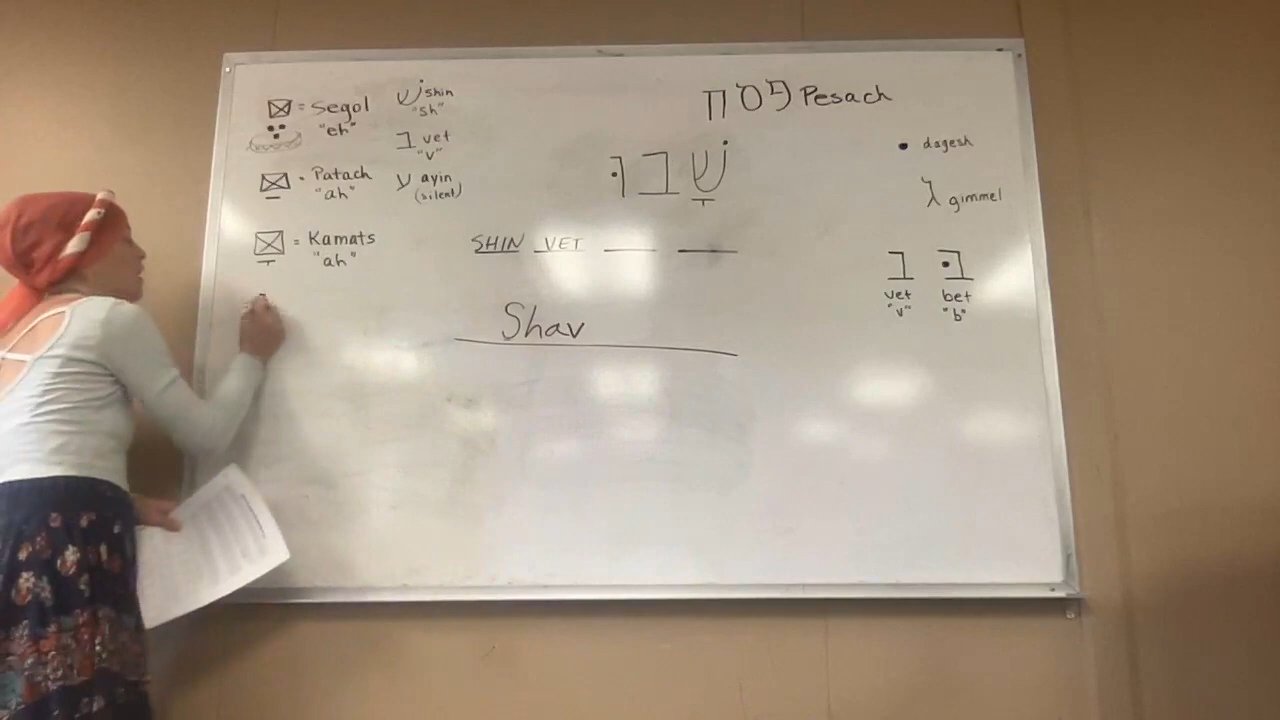 = Segol
"eh"
- Patach
"ah"
= Kamats
"ah"
שׁ shin
"sh"
ב vet
"v"
ע ayin
(silent)
פסח Pesach
שָׁבוּ
SHIN VET
Shav
• dagesh
גּ gimmel
ב בּ
vet bet
"v" "b"